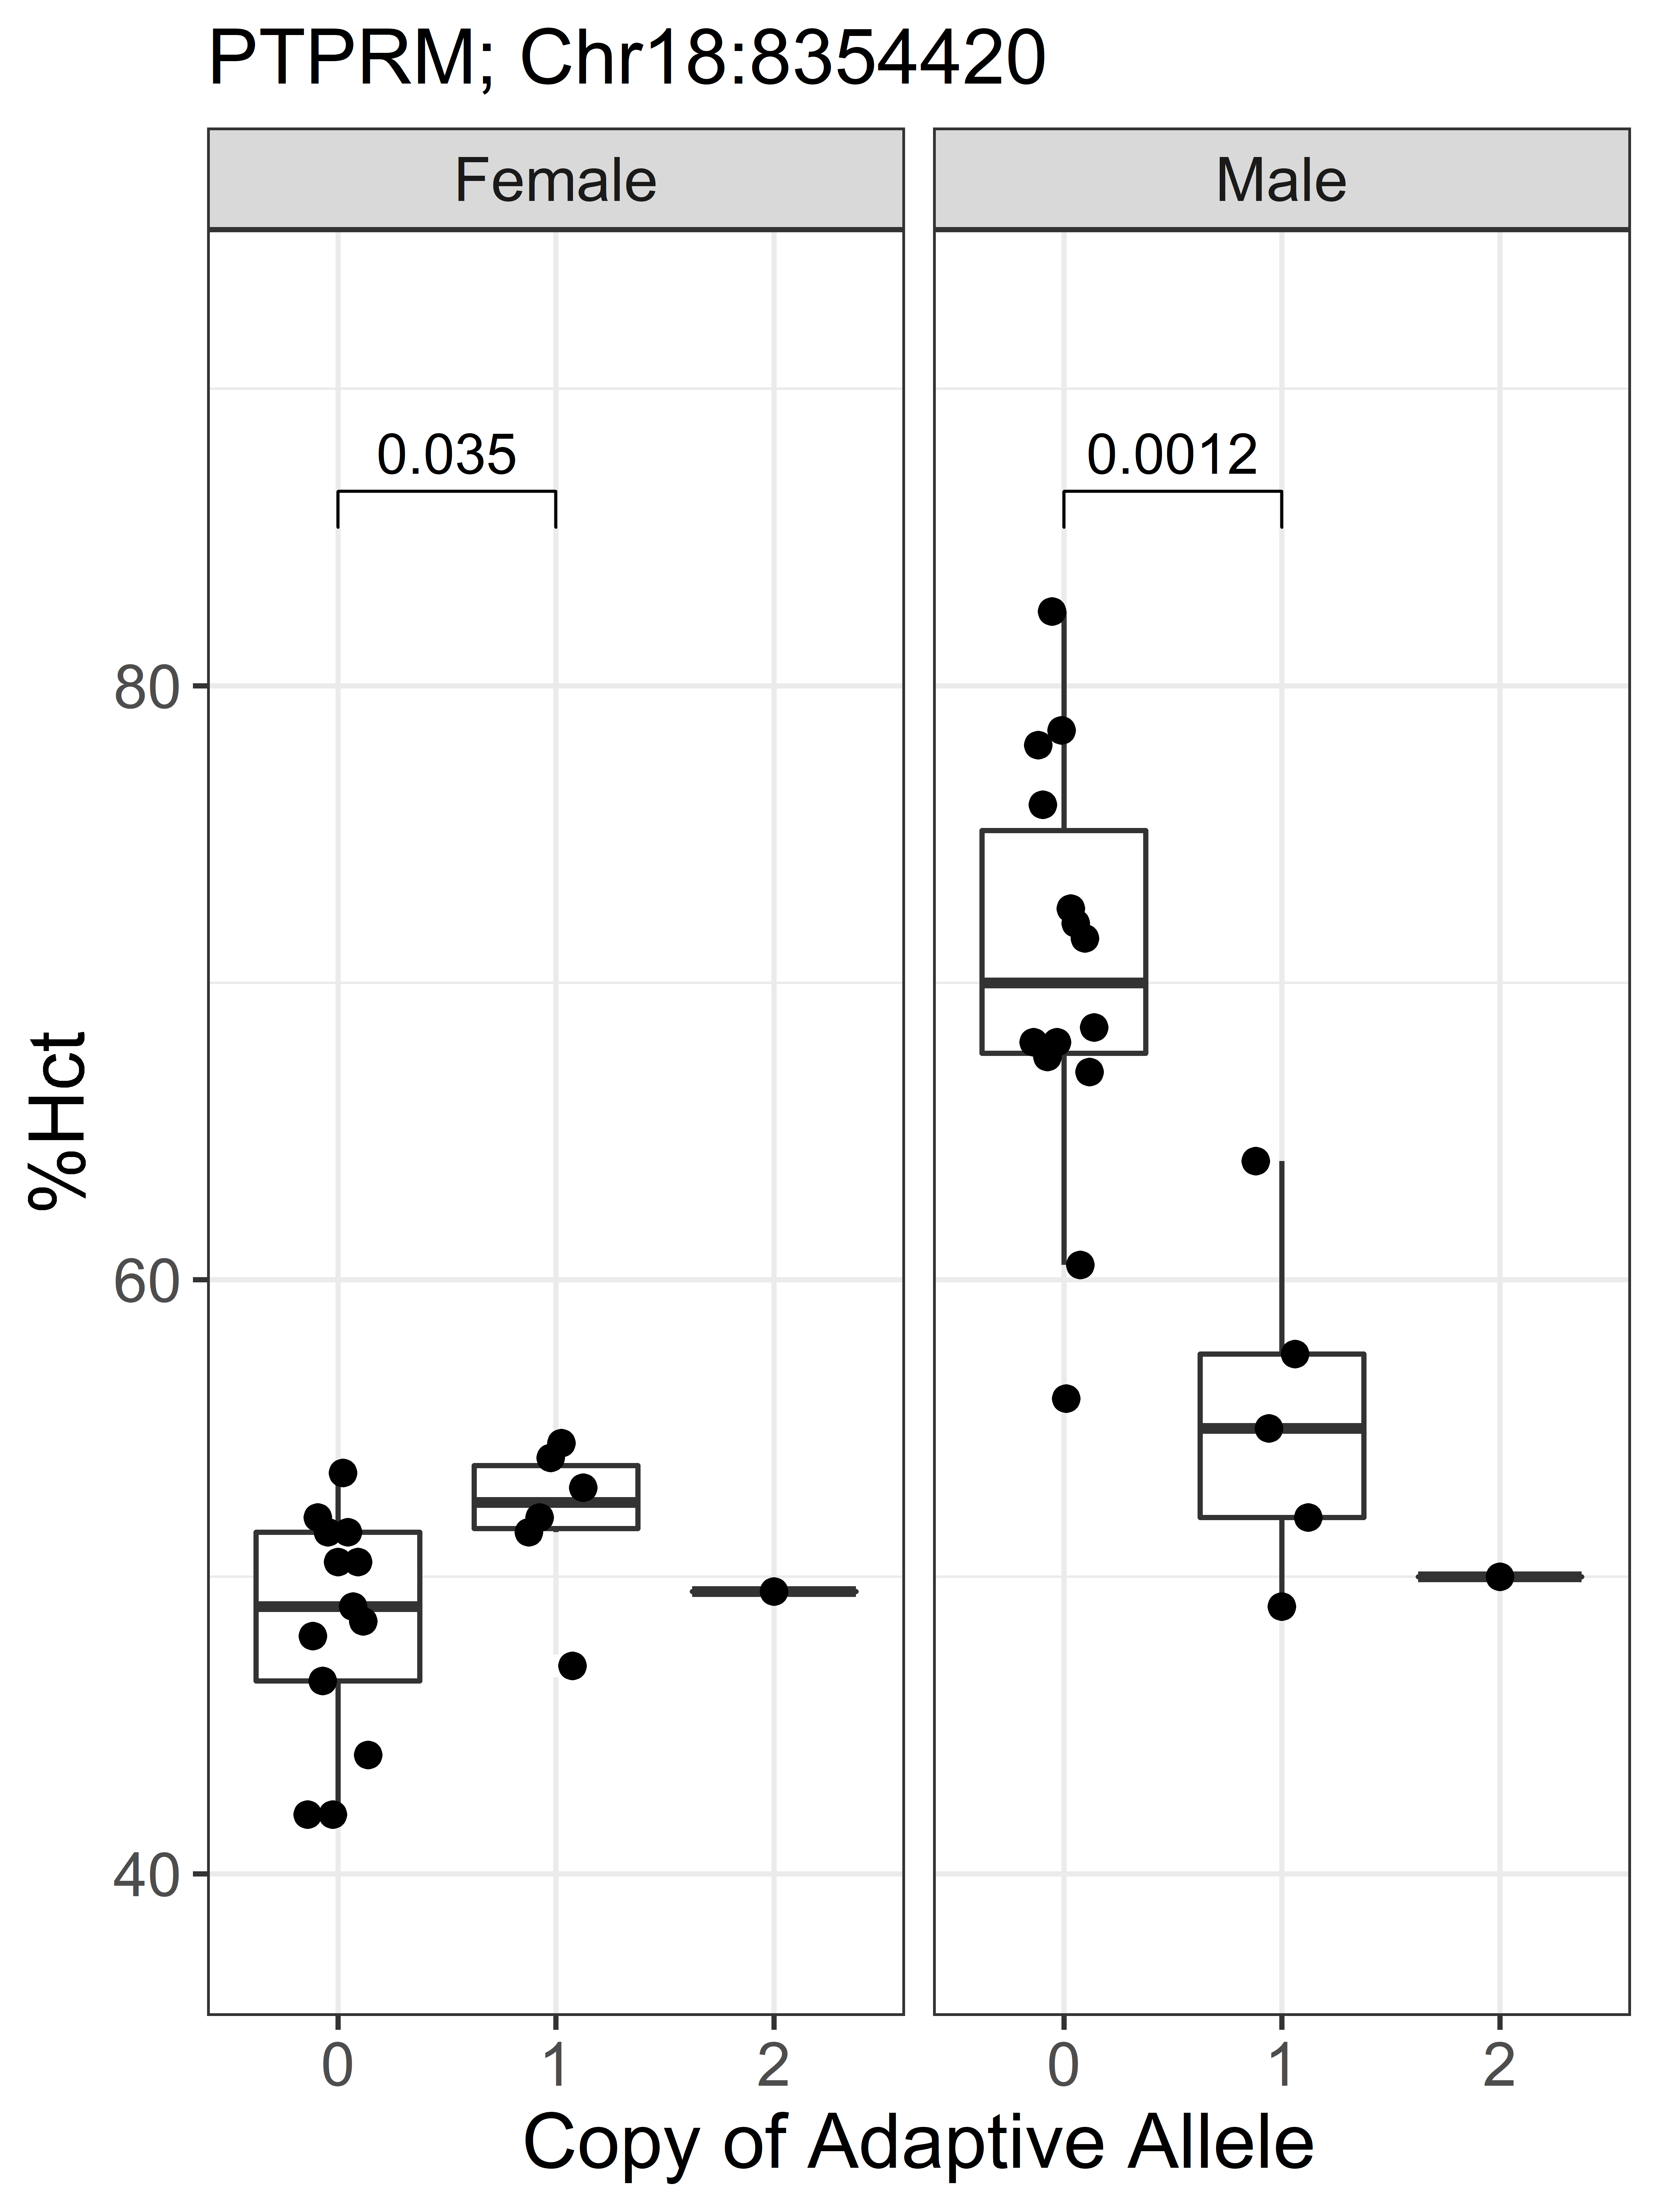 PTPRM; Chr18:8354420
Female
Male
0.035
0.0012
80
60
40
%Hct
0 1 2
0 1 2
Copy of Adaptive Allele